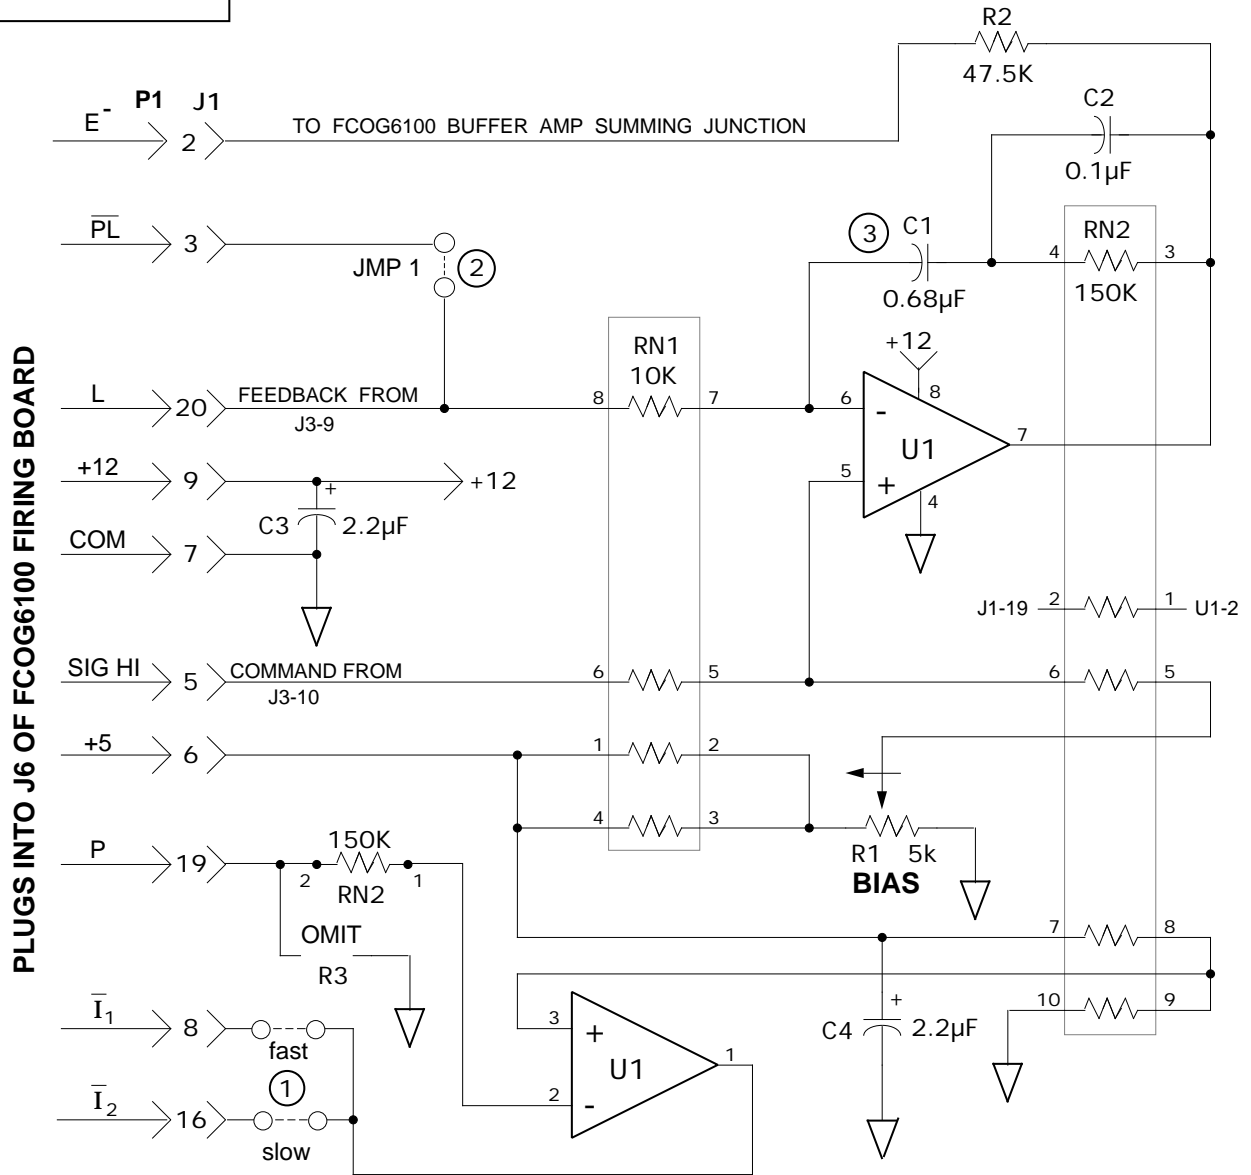 R2
47.5K
C2
0.1µF
P1 J1
E-
2
TO FCOG6100 BUFFER AMP SUMMING JUNCTION
PL
3
JMP 1
2
3
C1
0.68µF
RN2
4 3
150K
PLUGS INTO J6 OF FCOG6100 FIRING BOARD
RN1
10K
+12
8
L
20
FEEDBACK FROM
J3-9
8 7
6
-
U1
7
5
+
4
+12
9
+12
+
C3 2.2µF
COM
7
J1-19 2 1 U1-2
SIG HI
5
COMMAND FROM
J3-10
6 5
6 5
+5
6
1 2
4 3
R1 5k
BIAS
P
19
150K
2 1
RN2
OMIT
R3
7 8
10 9
+
C4 2.2µF
I1
8
fast
1
I2
16
slow
3
+
U1
1
2
-